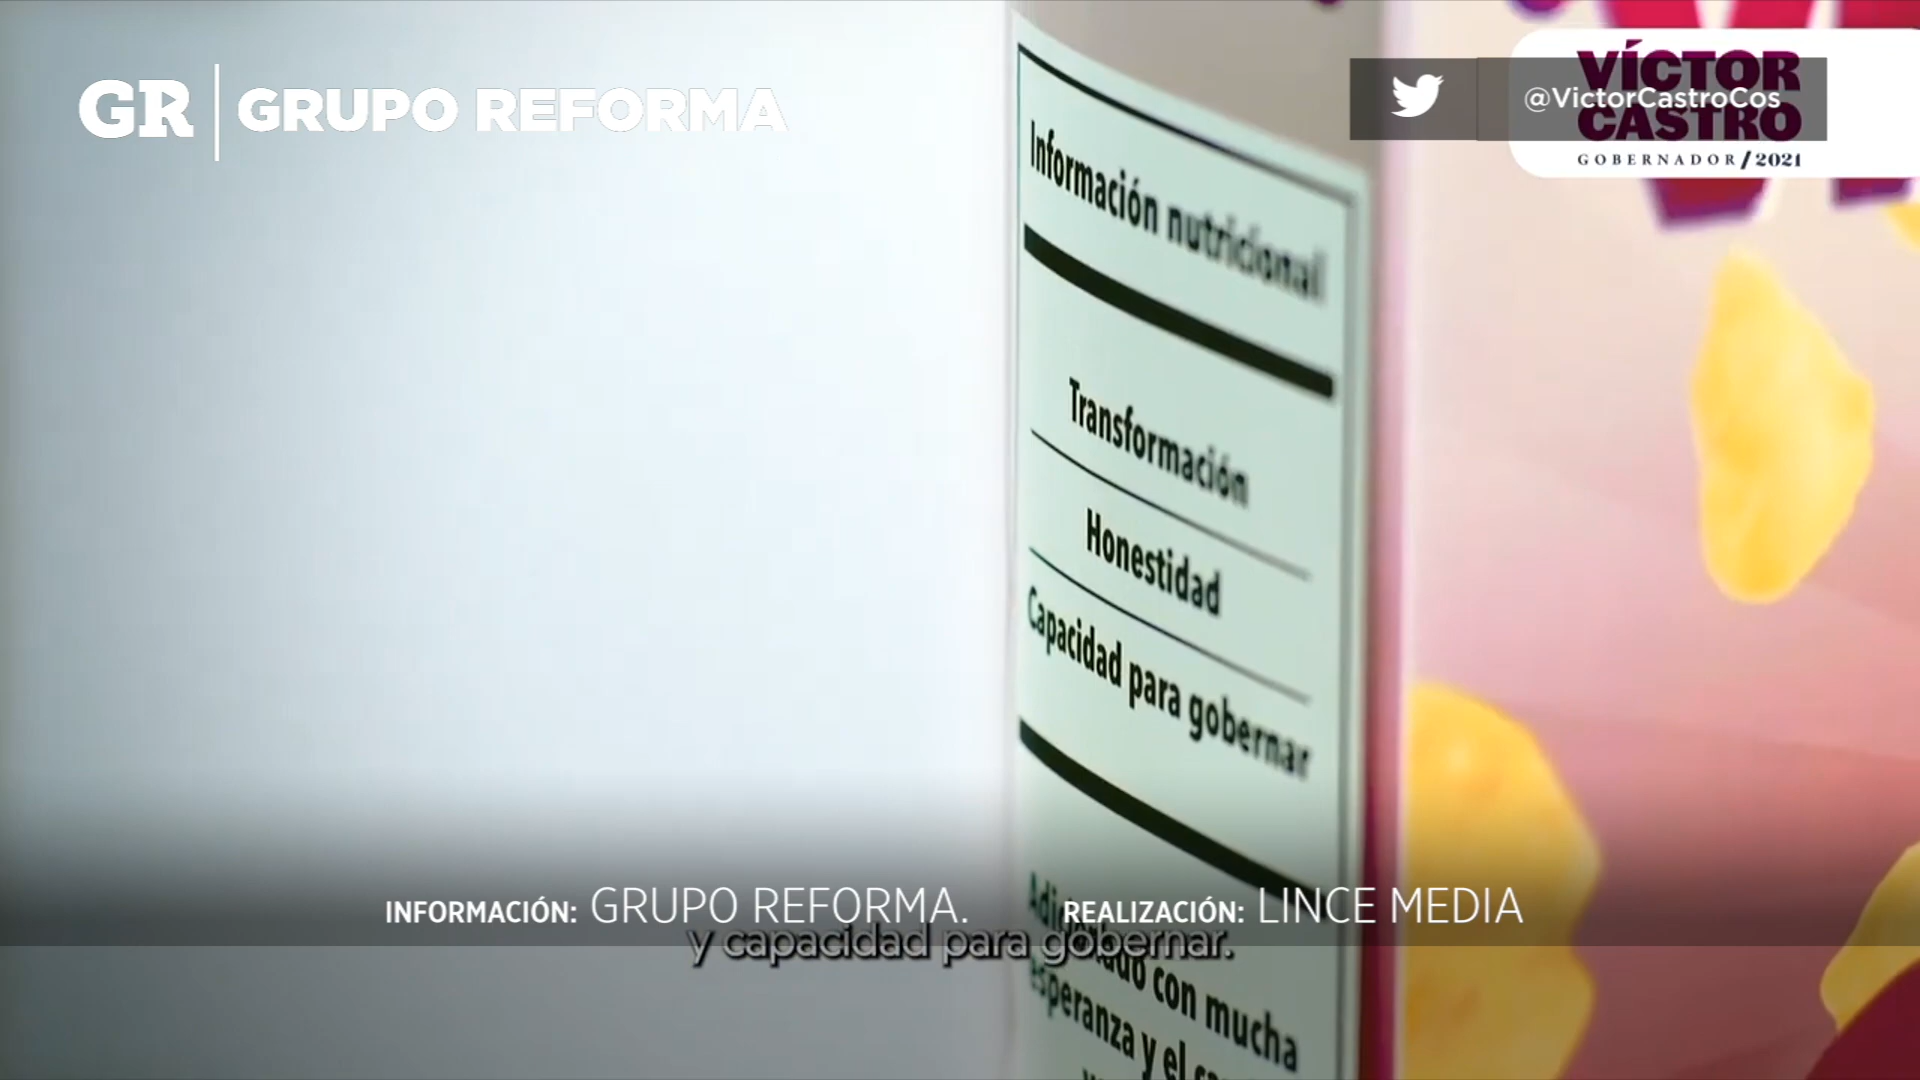 GR GRUPO REFORMA
@VictorCastroCos
VÍCTOR
CASTRO
GOBERNADOR/2021
Información nutricional
Transformación
Honestidad
Capacidad para gobernar
INFORMACIÓN: GRUPO REFORMA. REALIZACIÓN: LINCE MEDIA
y capacidad para gobernar.
con mucha
esperanza y el